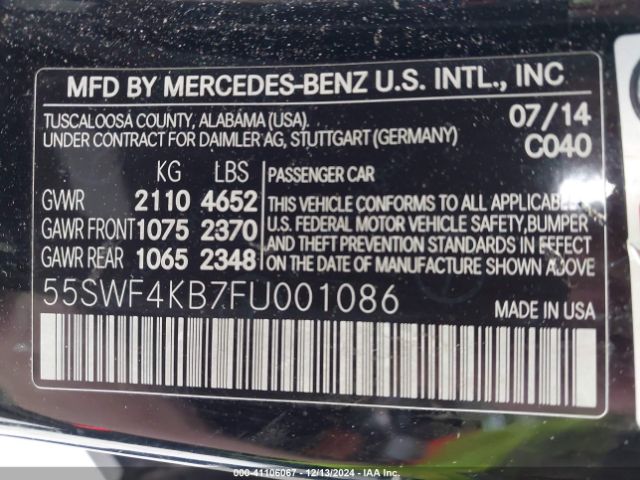 MFD BY MERCEDES-BENZ U.S. INTL., INC
TUSCALOOSA COUNTY, ALABAMA (USA). 07/14
UNDER CONTRACT FOR DAIMLER AG, STUTTGART (GERMANY) C040
KG LBS PASSENGER CAR
GVWR 2110 4652
GAWR FRONT 1075 2370
GAWR REAR 1065 2348
THIS VEHICLE CONFORMS TO ALL APPLICABLE
U.S. FEDERAL MOTOR VEHICLE SAFETY, BUMPER
AND THEFT PREVENTION STANDARDS IN EFFECT
ON THE DATE OF MANUFACTURE SHOWN ABOVE.
55SWF4KB7FU001086
MADE IN USA
000-41106067 - 12/13/2024 - IAA Inc.